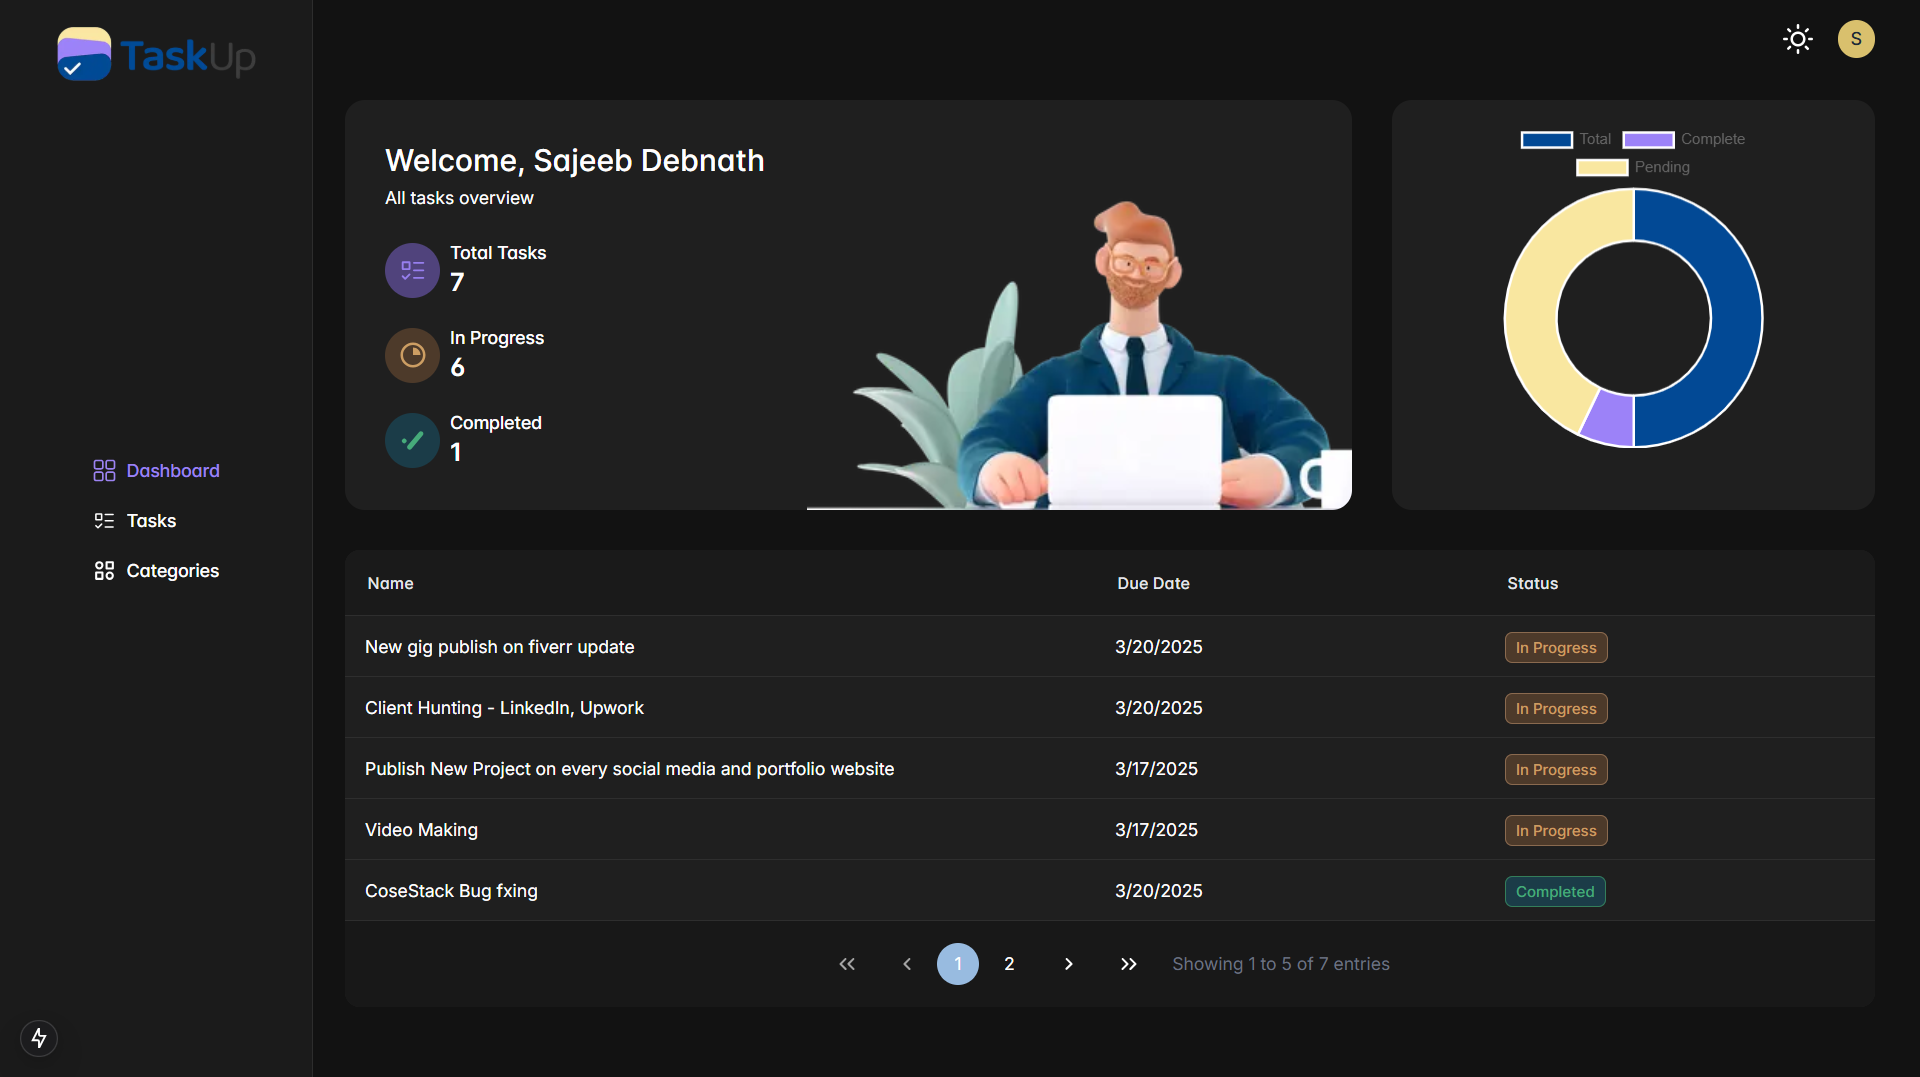 TaskUp
S
Dashboard
Tasks
Categories
Welcome, Sajeeb Debnath
All tasks overview
Total Tasks
7
In Progress
6
Completed
1
Total Complete
Pending
Name Due Date Status
New gig publish on fiverr update 3/20/2025 In Progress
Client Hunting - LinkedIn, Upwork 3/20/2025 In Progress
Publish New Project on every social media and portfolio website 3/17/2025 In Progress
Video Making 3/17/2025 In Progress
CoseStack Bug fxing 3/20/2025 Completed
1 2 Showing 1 to 5 of 7 entries